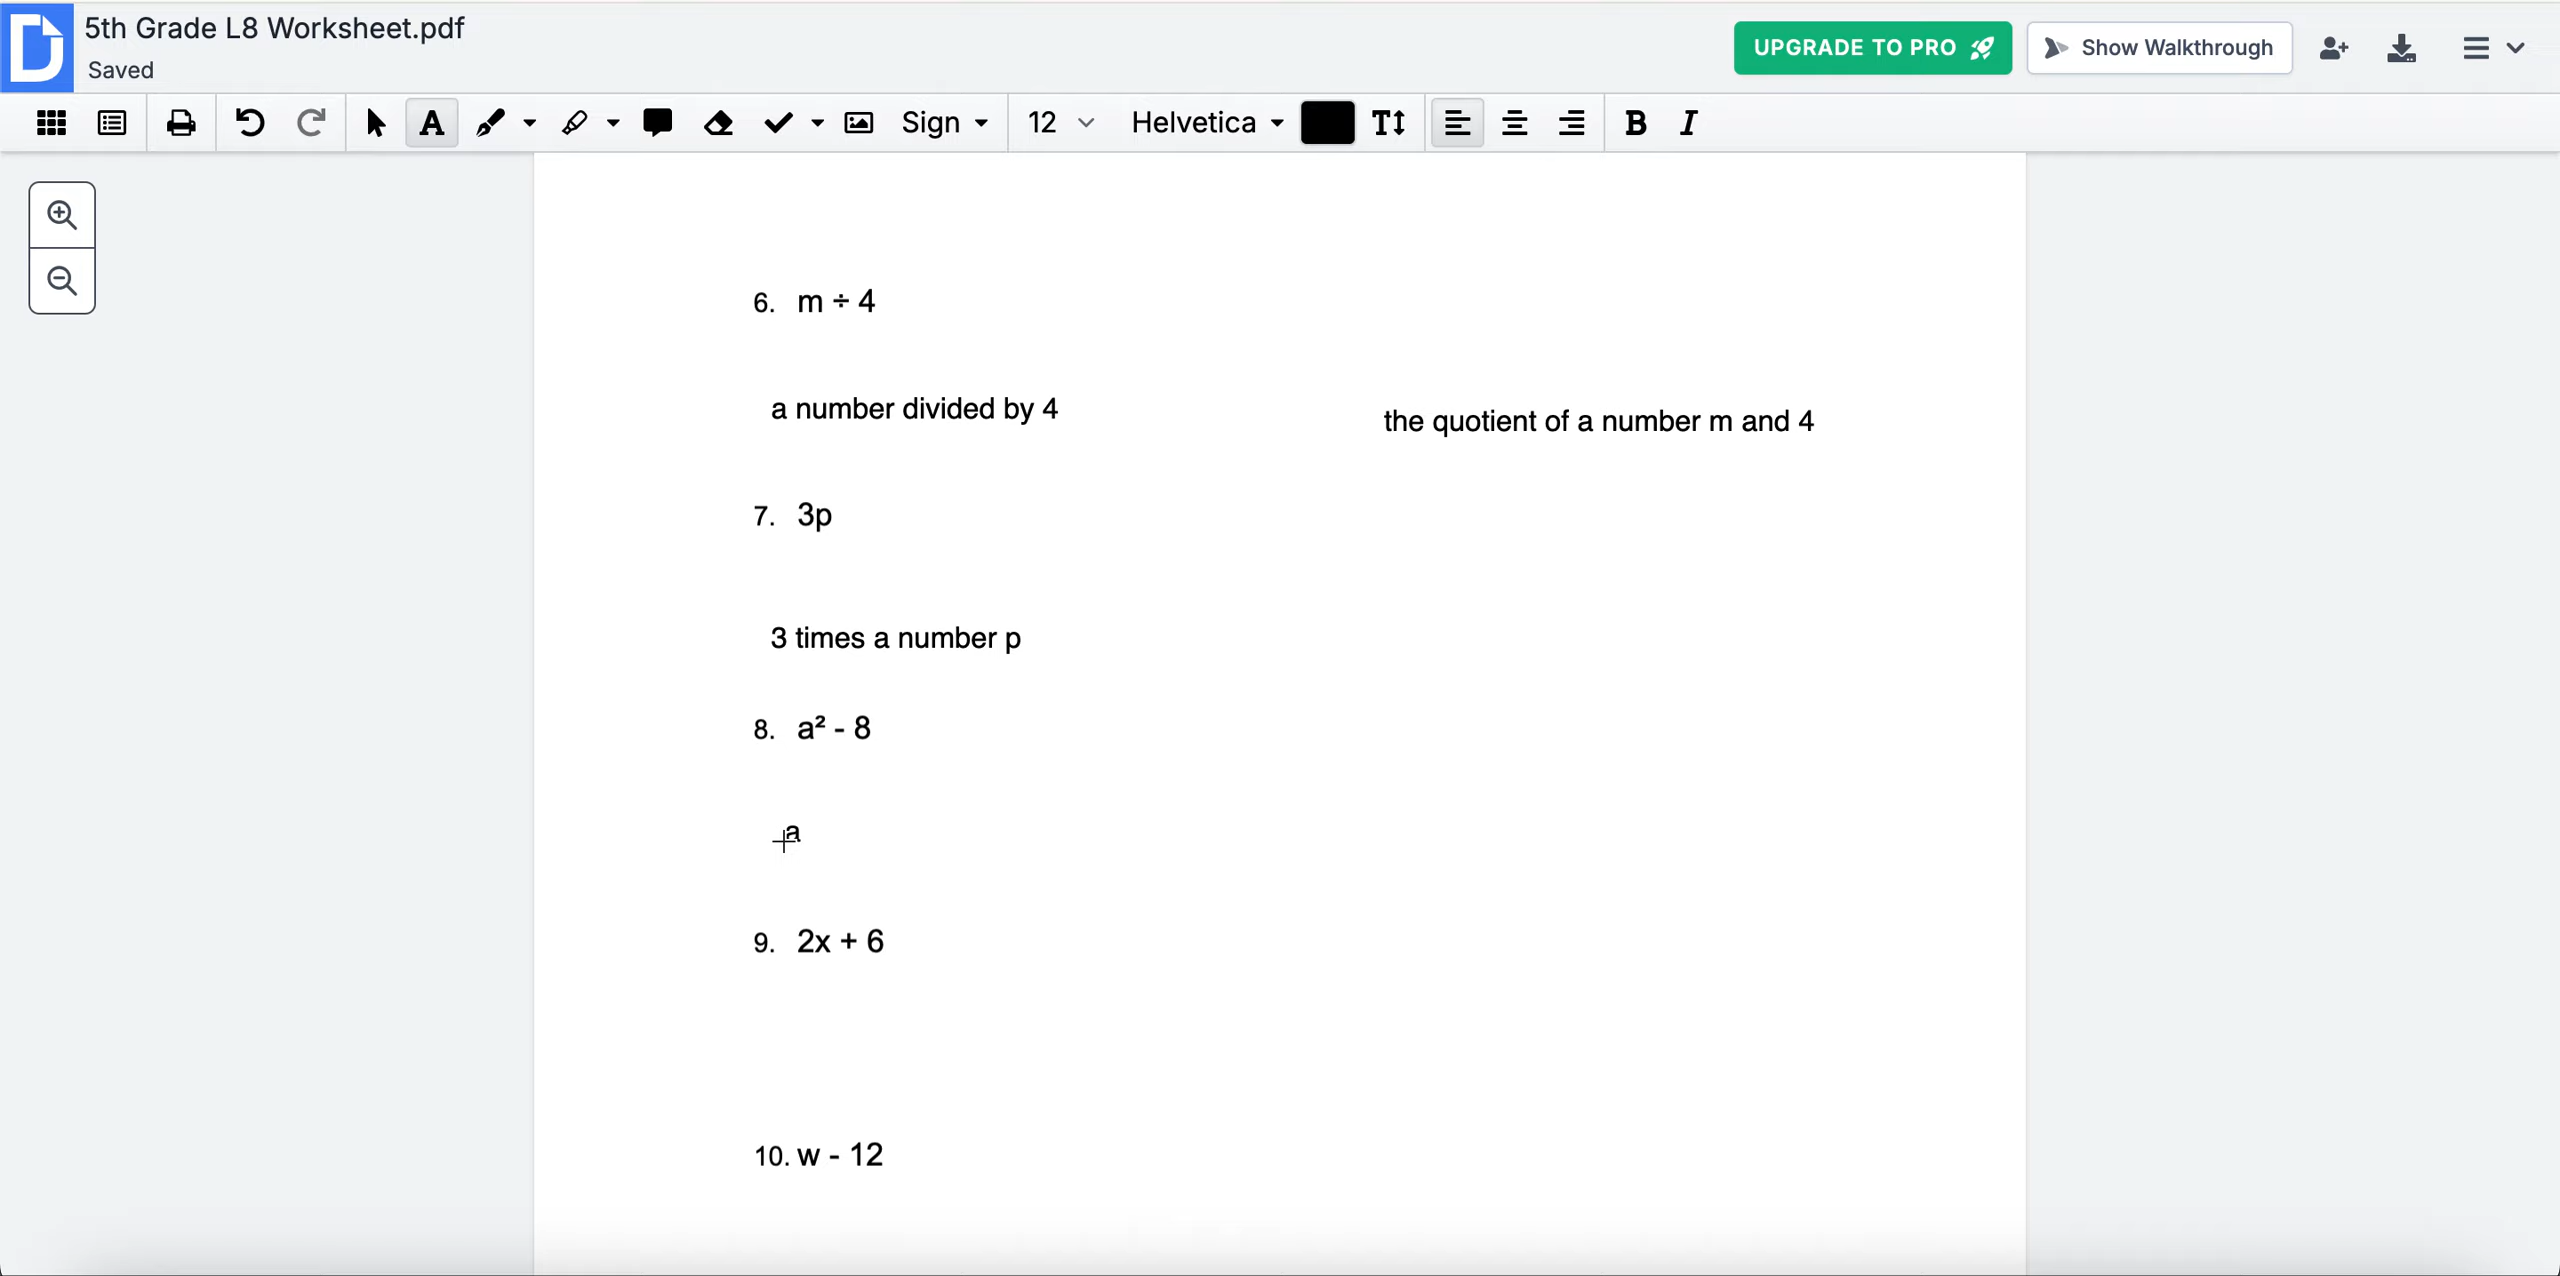 5th Grade L8 Worksheet.pdf
Saved
UPGRADE TO PRO
Show Walkthrough
Sign
12
Helvetica
6. m ÷ 4
a number divided by 4
the quotient of a number m and 4
7. 3p
3 times a number p
8. a² - 8
a
9. 2x + 6
10. w - 12